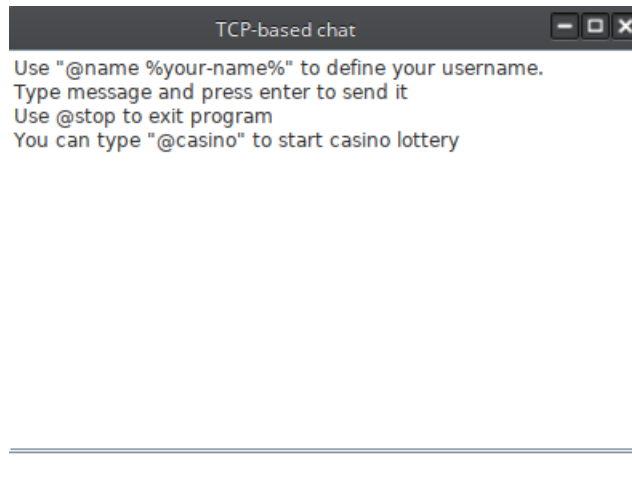 TCP-based chat
Use "@name %your-name%" to define your username.
Type message and press enter to send it
Use @stop to exit program
You can type "@casino" to start casino lottery